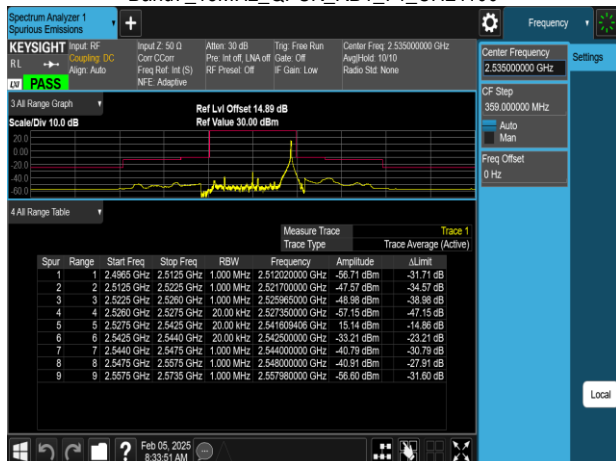 Spectrum Analyzer 1
Spurious Emissions
Frequency
KEYSIGHT
RL
LXI
PASS
Input: RF
Coupling: DC
Align: Auto
Input Z: 50 Ω
Corr CCorr
Freq Ref: Int (S)
NFE: Adaptive
Atten: 30 dB
Pre: Int off, LNA off
RF Preset: Off
Trig: Free Run
Gate: Off
IF Gain: Low
Center Freq: 2.535000000 GHz
Avg|Hold: 10/10
Radio Std: None
Center Frequency
2.535000000 GHz
Settings
CF Step
359.000000 MHz
Auto
Man
Freq Offset
0 Hz
Local
3 All Range Graph
Scale/Div 10.0 dB
Ref Lvl Offset 14.89 dB
Ref Value 30.00 dBm
20.0
0.00
-20.0
-40.0
-60.0
4 All Range Table
Measure Trace Trace 1
Trace Type Trace Average (Active)
Spur Range Start Freq Stop Freq RBW Frequency Amplitude ΔLimit
1 1 2.4965 GHz 2.5125 GHz 1.000 MHz 2.512020000 GHz -56.71 dBm -31.71 dB
2 2 2.5125 GHz 2.5225 GHz 1.000 MHz 2.521700000 GHz -47.57 dBm -34.57 dB
3 3 2.5225 GHz 2.5260 GHz 1.000 MHz 2.525965000 GHz -48.98 dBm -38.98 dB
4 4 2.5260 GHz 2.5275 GHz 20.00 kHz 2.527350000 GHz -57.15 dBm -47.15 dB
5 5 2.5275 GHz 2.5425 GHz 20.00 kHz 2.541609406 GHz 15.14 dBm -14.86 dB
6 6 2.5425 GHz 2.5440 GHz 20.00 kHz 2.542500000 GHz -33.21 dBm -23.21 dB
7 7 2.5440 GHz 2.5475 GHz 1.000 MHz 2.544000000 GHz -40.79 dBm -30.79 dB
8 8 2.5475 GHz 2.5575 GHz 1.000 MHz 2.548000000 GHz -40.91 dBm -27.91 dB
9 9 2.5575 GHz 2.5735 GHz 1.000 MHz 2.557980000 GHz -56.60 dBm -31.60 dB
Feb 05, 2025
8:33:51 AM